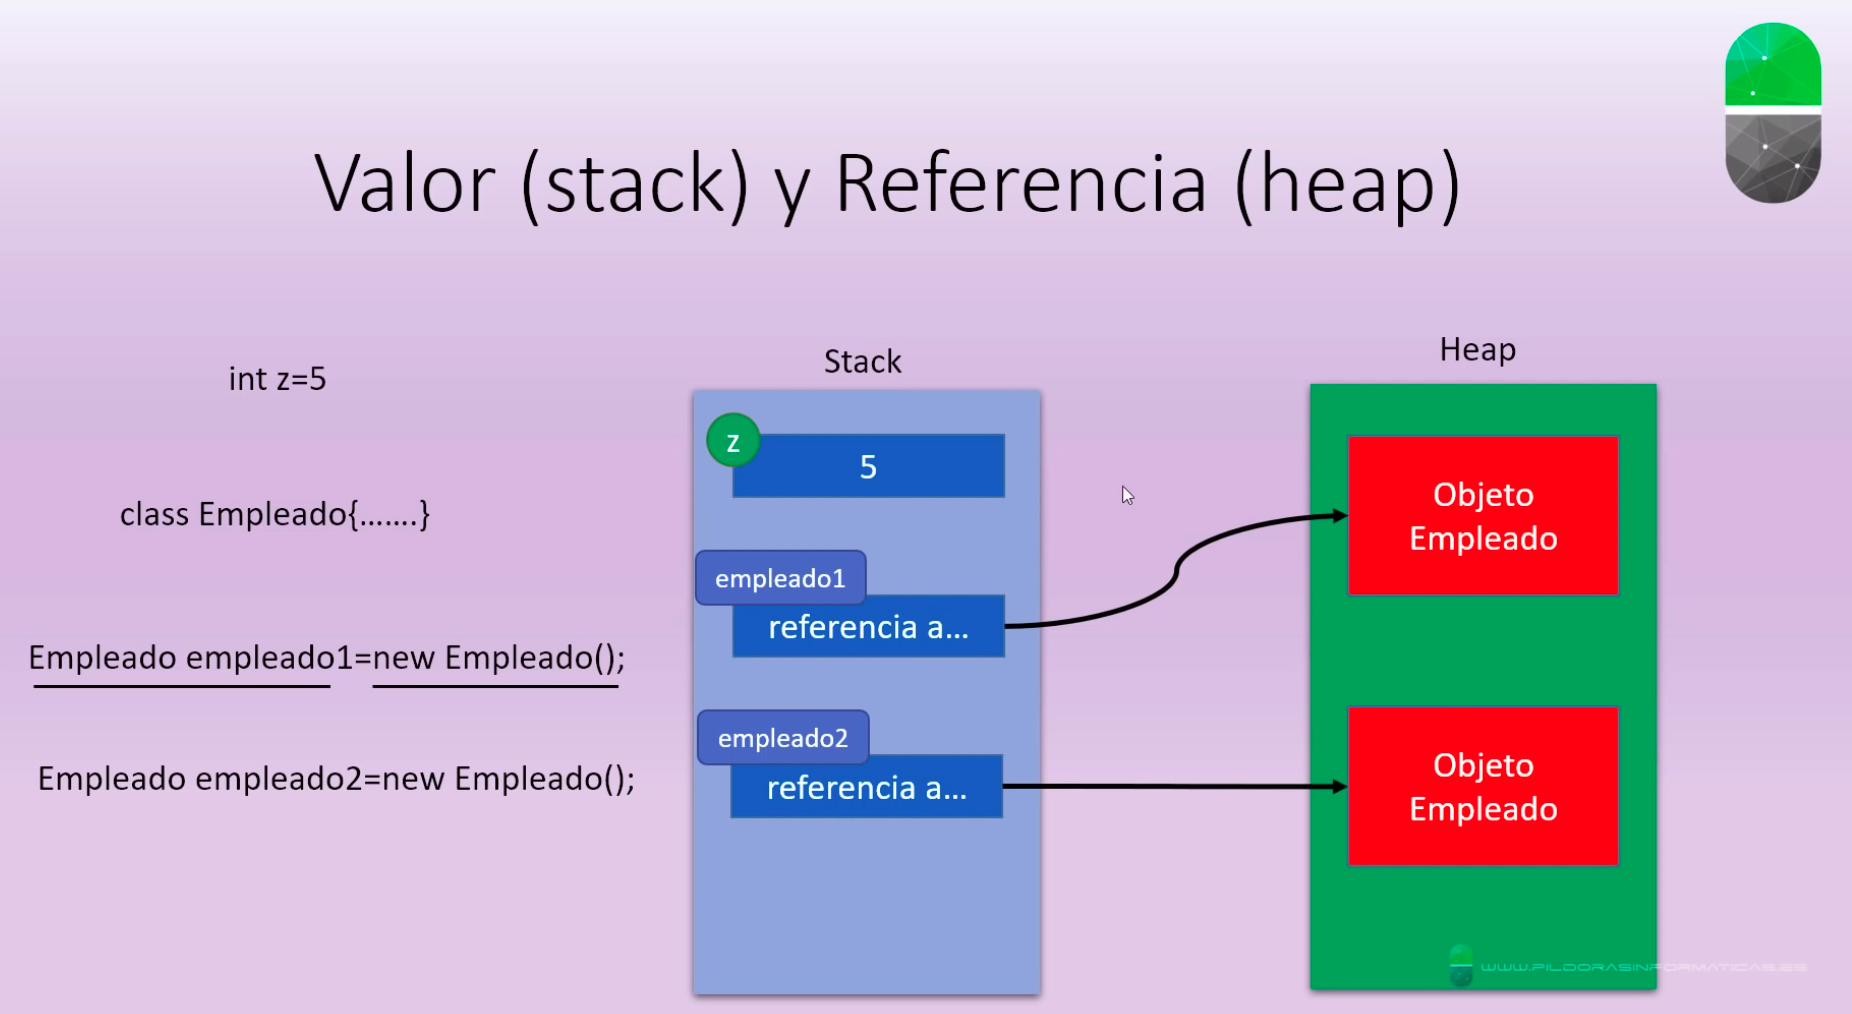 Valor (stack) y Referencia (heap)
int z=5
class Empleado{.......}
Empleado empleado1=new Empleado();
Empleado empleado2=new Empleado();
Stack
z
5
empleado1
referencia a...
empleado2
referencia a...
Heap
Objeto
Empleado
Objeto
Empleado
WWW.PILDORASINFORMATICAS.ES